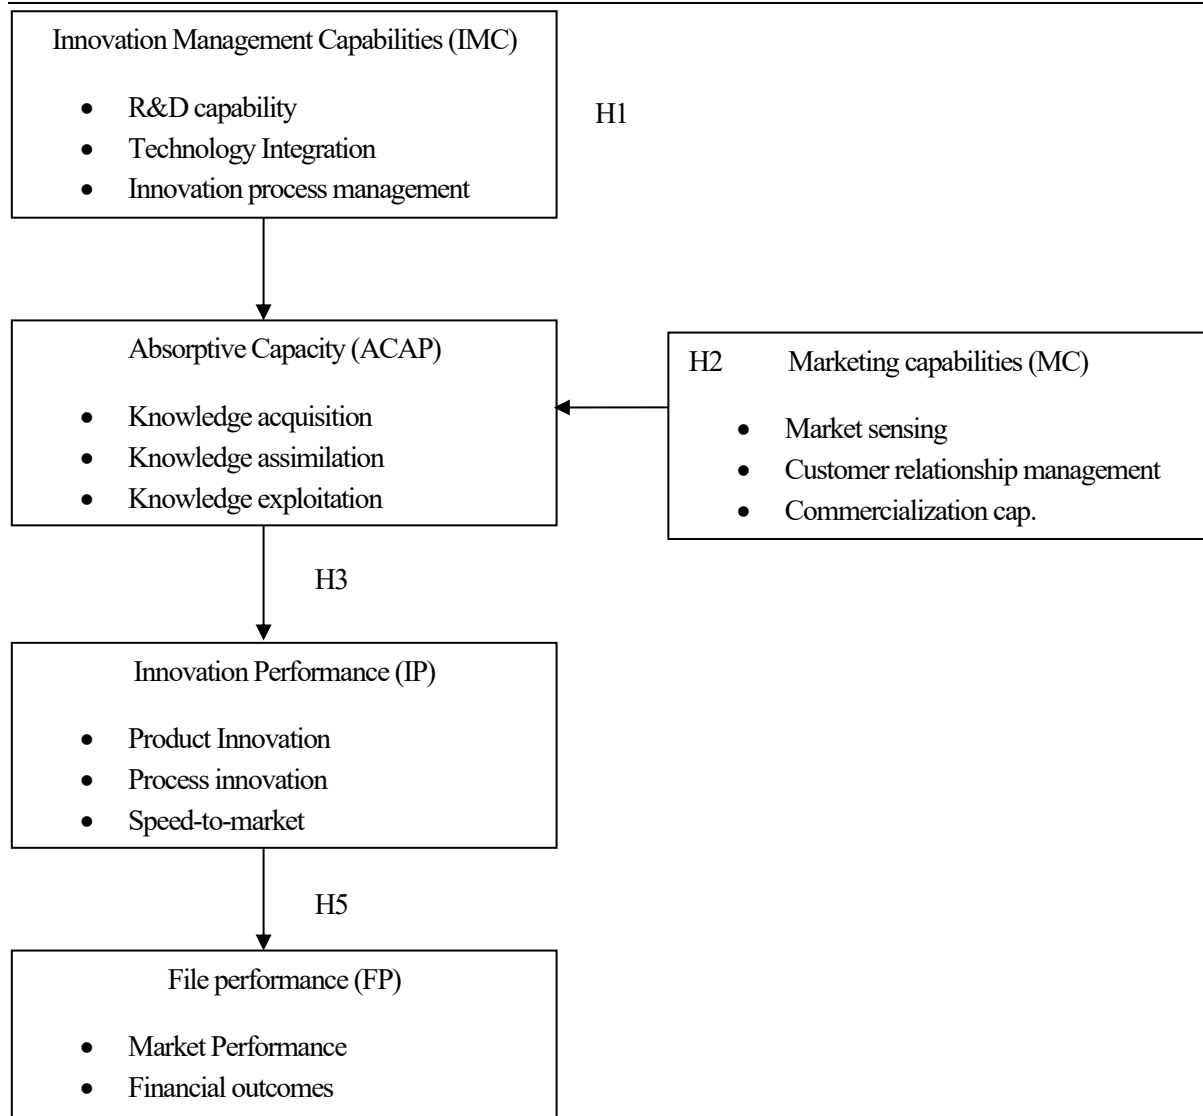 Innovation Management Capabilities (IMC)
• R&D capability
• Technology Integration
• Innovation process management
H1
Absorptive Capacity (ACAP)
• Knowledge acquisition
• Knowledge assimilation
• Knowledge exploitation
H2 Marketing capabilities (MC)
• Market sensing
• Customer relationship management
• Commercialization cap.
H3
Innovation Performance (IP)
• Product Innovation
• Process innovation
• Speed-to-market
H5
File performance (FP)
• Market Performance
• Financial outcomes